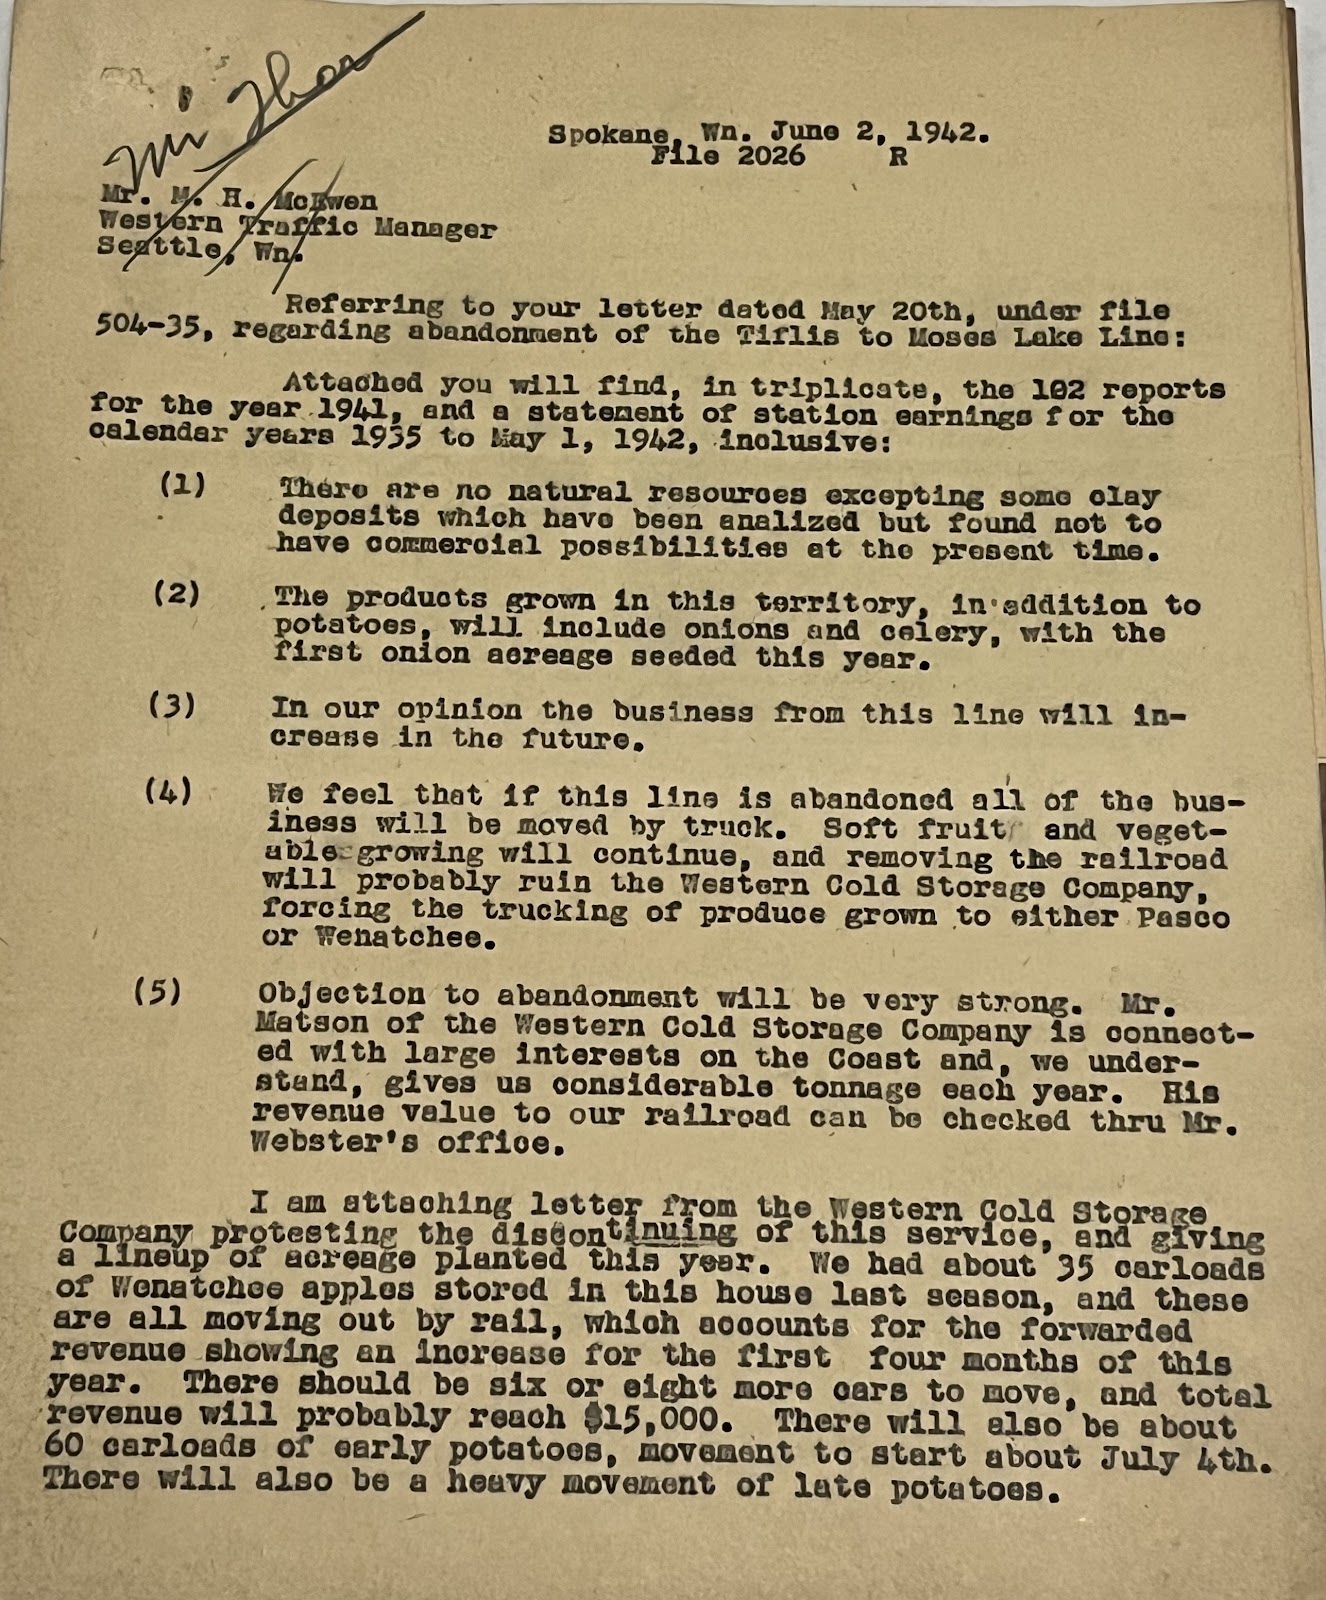 Mr
Spokane, Wn. June 2, 1942.
File 2026 R
Mr. M. H. McEwen
Western Traffic Manager
Seattle, Wn.
Referring to your letter dated May 20th, under file
504-35, regarding abandonment of the Tiflis to Moses Lake Line:
Attached you will find, in triplicate, the 102 reports
for the year 1941, and a statement of station earnings for the
calendar years 1935 to May 1, 1942, inclusive:
(1) There are no natural resources excepting some clay
deposits which have been analized but found not to
have commercial possibilities at the present time.
(2) The products grown in this territory, in addition to
potatoes, will include onions and celery, with the
first onion acreage seeded this year.
(3) In our opinion the business from this line will in-
crease in the future.
(4) We feel that if this line is abandoned all of the bus-
iness will be moved by truck. Soft fruit and veget-
able growing will continue, and removing the railroad
will probably ruin the Western Cold Storage Company,
forcing the trucking of produce grown to either Pasco
or Wenatchee.
(5) Objection to abandonment will be very strong. Mr.
Matson of the Western Cold Storage Company is connect-
ed with large interests on the Coast and, we under-
stand, gives us considerable tonnage each year. His
revenue value to our railroad can be checked thru Mr.
Webster's office.
I am attaching letter from the Western Cold Storage
Company protesting the discontinuing of this service, and giving
a lineup of acreage planted this year. We had about 35 carloads
of Wenatchee apples stored in this house last season, and these
are all moving out by rail, which accounts for the forwarded
revenue showing an increase for the first four months of this
year. There should be six or eight more cars to move, and total
revenue will probably reach $15,000. There will also be about
60 carloads of early potatoes, movement to start about July 4th.
There will also be a heavy movement of late potatoes.